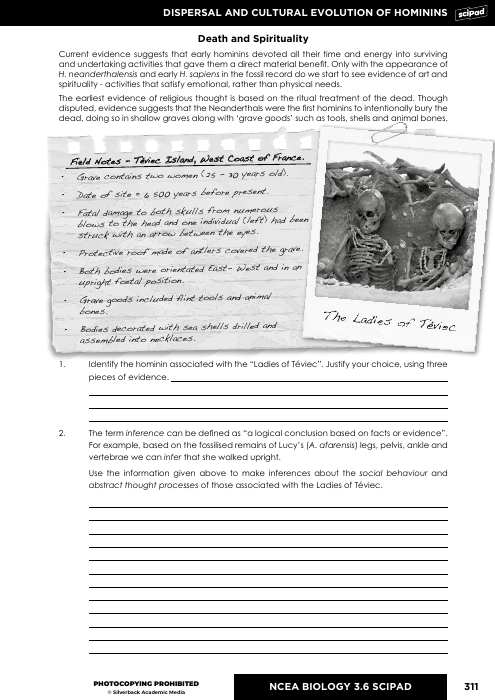 DISPERSAL AND CULTURAL EVOLUTION OF HOMININS
scipad
Death and Spirituality
Current evidence suggests that early hominins devoted all their time and energy into surviving
and undertaking activities that gave them a direct material benefit. Only with the appearance of
H. neanderthalensis and early H. sapiens in the fossil record do we start to see evidence of art and
spirituality - activities that satisfy emotional, rather than physical needs.
The earliest evidence of religious thought is based on the ritual treatment of the dead. Though
disputed, evidence suggests that the Neanderthals were the first hominins to intentionally bury the
dead, doing so in shallow graves along with 'grave goods' such as tools, shells and animal bones.
Field Notes - Téviec Island, West Coast of France.
• Grave contains two women (25 - 30 years old).
• Date of site = 6 500 years before present.
• Fatal damage to both skulls from numerous
blows to the head and one individual (left) had been
struck with an arrow between the eyes.
• Protective roof made of antlers covered the grave.
• Both bodies were orientated East- West and in an
upright foetal position.
• Grave goods included flint tools and animal
bones.
• Bodies decorated with sea shells drilled and
assembled into necklaces.
The Ladies of Téviec
1. Identify the hominin associated with the "Ladies of Téviec". Justify your choice, using three
pieces of evidence.
2. The term inference can be defined as "a logical conclusion based on facts or evidence".
For example, based on the fossilised remains of Lucy's (A. afarensis) legs, pelvis, ankle and
vertebrae we can infer that she walked upright.
Use the information given above to make inferences about the social behaviour and
abstract thought processes of those associated with the Ladies of Téviec.
PHOTOCOPYING PROHIBITED
© Silverback Academic Media
NCEA BIOLOGY 3.6 SCIPAD
311